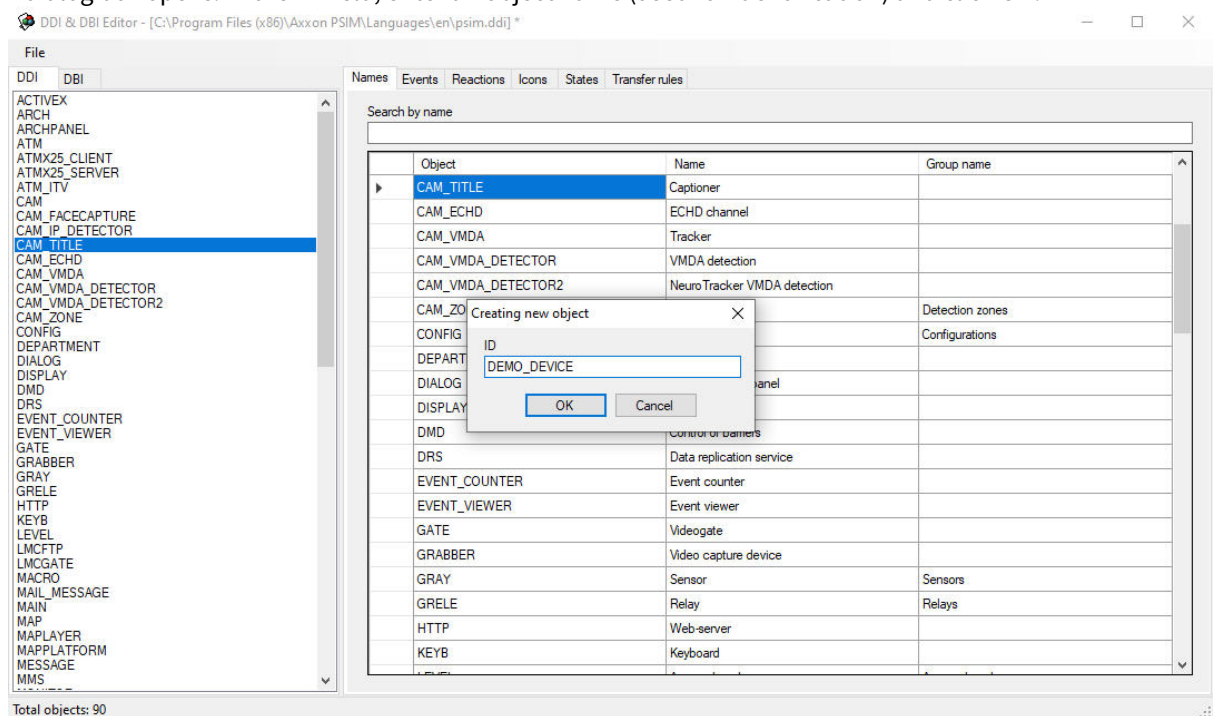 DDI & DBI Editor - [C:\Program Files (x86)\Axxon PSIM\Languages\en\psim.ddi] *
File
DDI DBI
ACTIVEX
ARCH
ARCHPANEL
ATM
ATMX25_CLIENT
ATMX25_SERVER
ATM_ITV
CAM
CAM_FACECAPTURE
CAM_IP_DETECTOR
CAM_TITLE
CAM_ECHD
CAM_VMDA
CAM_VMDA_DETECTOR
CAM_VMDA_DETECTOR2
CAM_ZONE
CONFIG
DEPARTMENT
DIALOG
DISPLAY
DMD
DRS
EVENT_COUNTER
EVENT_VIEWER
GATE
GRABBER
GRAY
GRELE
HTTP
KEYB
LEVEL
LMCFTP
LMCGATE
MACRO
MAIL_MESSAGE
MAIN
MAP
MAPLAYER
MAPPLATFORM
MESSAGE
MMS
Names Events Reactions Icons States Transfer rules
Search by name
Object Name Group name
CAM_TITLE Captioner
CAM_ECHD ECHD channel
CAM_VMDA Tracker
CAM_VMDA_DETECTOR VMDA detection
CAM_VMDA_DETECTOR2 NeuroTracker VMDA detection
CAM_ZO Detection zones
CONFIG Configurations
DEPART
DIALOG panel
DISPLAY
DMD Control of barriers
DRS Data replication service
EVENT_COUNTER Event counter
EVENT_VIEWER Event viewer
GATE Videogate
GRABBER Video capture device
GRAY Sensor Sensors
GRELE Relay Relays
HTTP Web-server
KEYB Keyboard
Creating new object
ID
DEMO_DEVICE
OK Cancel
Total objects: 90